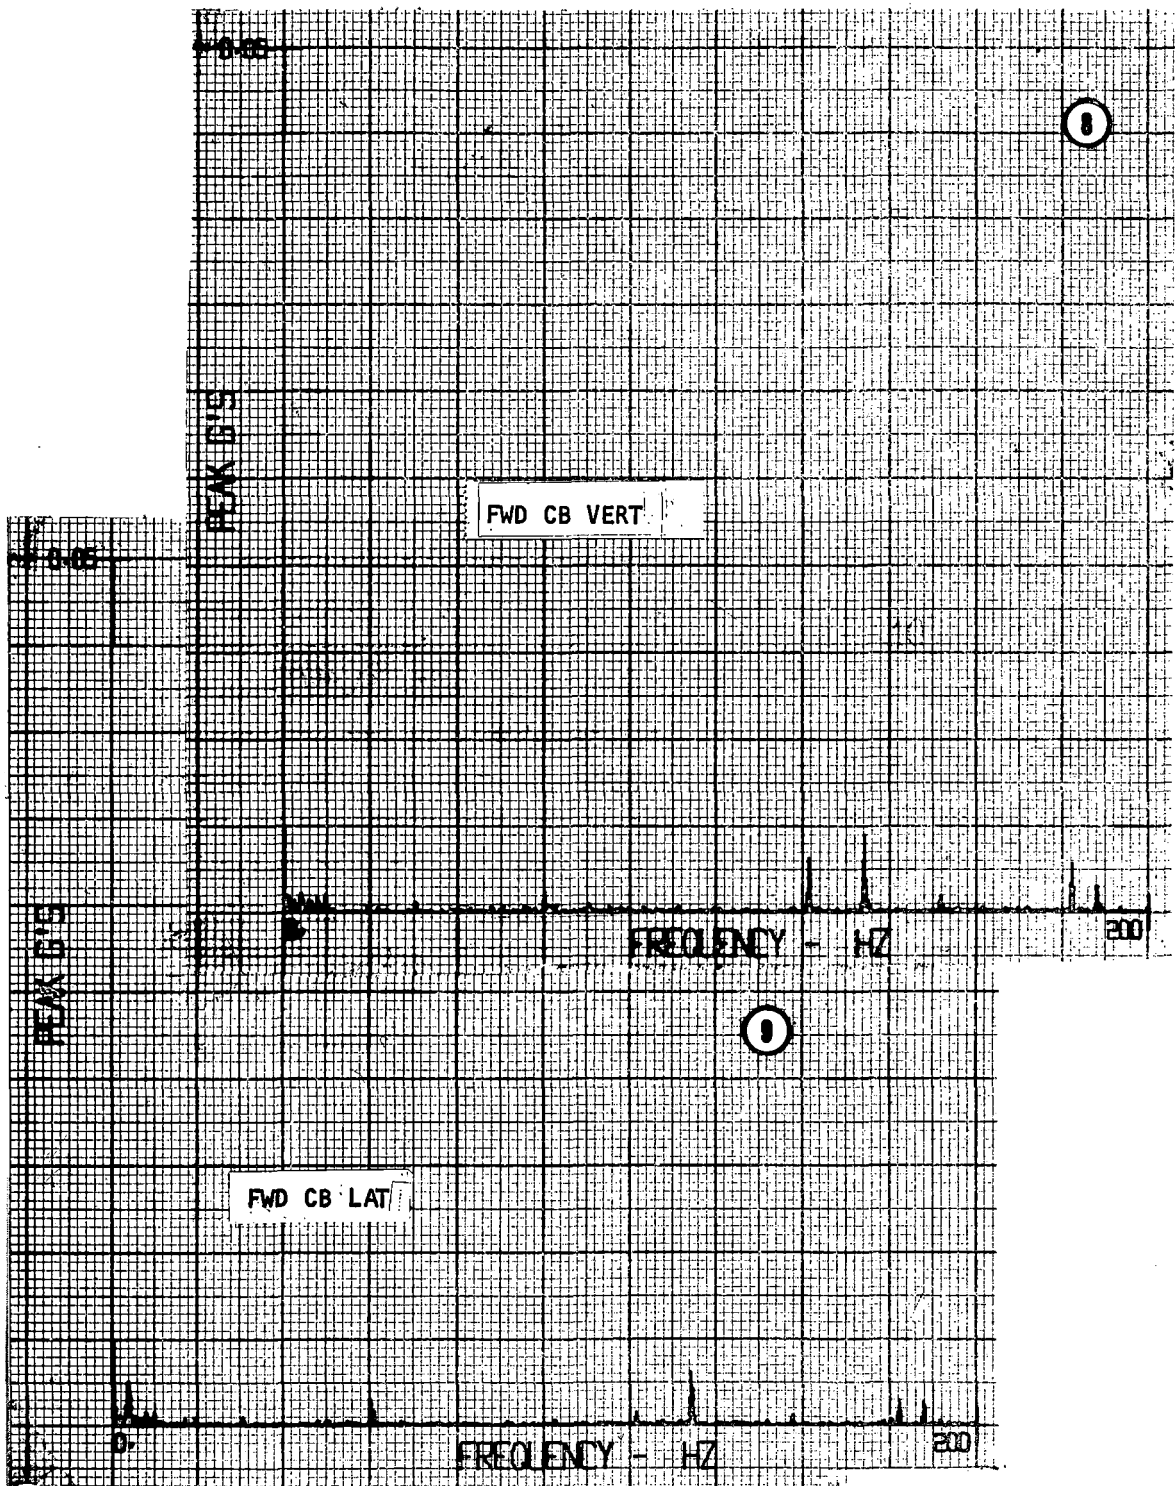 0.05
8
PEAK G'S
FWD CB VERT
FREQUENCY - HZ
200
0.05
PEAK G'S
9
FWD CB LAT
0.
FREQUENCY - HZ
200